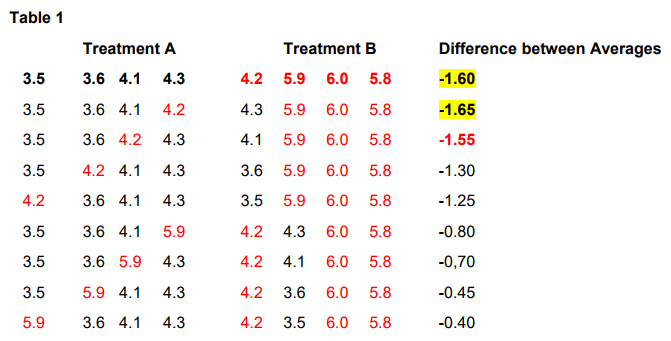 Table 1
Treatment A Treatment B Difference between Averages
3.5 3.6 4.1 4.3 4.2 5.9 6.0 5.8 -1.60
3.5 3.6 4.1 4.2 4.3 5.9 6.0 5.8 -1.65
3.5 3.6 4.2 4.3 4.1 5.9 6.0 5.8 -1.55
3.5 4.2 4.1 4.3 3.6 5.9 6.0 5.8 -1.30
4.2 3.6 4.1 4.3 3.5 5.9 6.0 5.8 -1.25
3.5 3.6 4.1 5.9 4.2 4.3 6.0 5.8 -0.80
3.5 3.6 5.9 4.3 4.2 4.1 6.0 5.8 -0,70
3.5 5.9 4.1 4.3 4.2 3.6 6.0 5.8 -0.45
5.9 3.6 4.1 4.3 4.2 3.5 6.0 5.8 -0.40